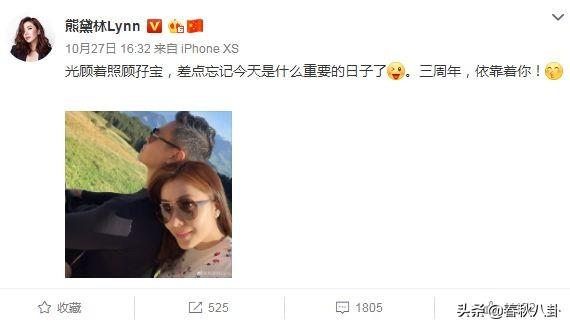 熊黛林Lynn
10月27日 16:32 来自 iPhone XS
光顾着照顾孖宝，差点忘记今天是什么重要的日子了。三周年，依靠着你！
收藏
525
1805
头条 @春秋八卦